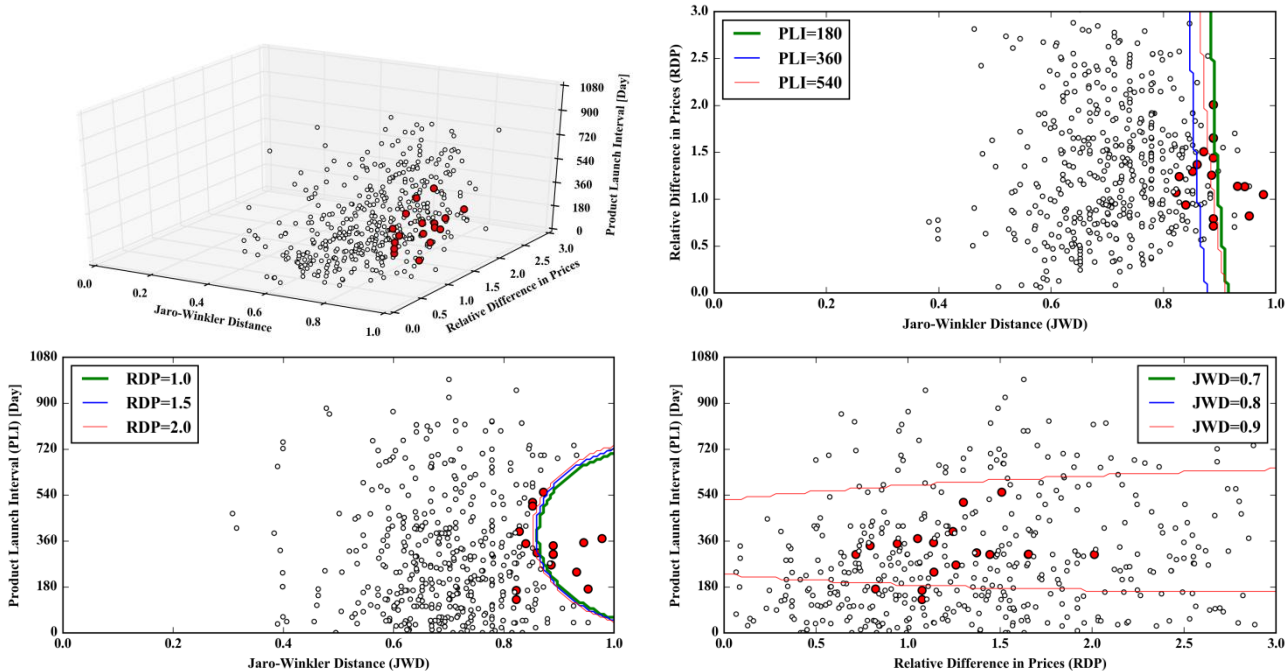 1080
900
720
540
360
180
0
Product Launch Interval [Day]
0.0
0.2
0.4
0.6
0.8
1.0
Jaro-Winkler Distance
0.0
0.5
1.0
1.5
2.0
2.5
3.0
Relative Difference in Prices
PLI=180
PLI=360
PLI=540
3.0
2.5
2.0
1.5
1.0
0.5
0.0
Relative Difference in Prices (RDP)
0.0 0.2 0.4 0.6 0.8 1.0
Jaro-Winkler Distance (JWD)
RDP=1.0
RDP=1.5
RDP=2.0
1080
900
720
540
360
180
0
Product Launch Interval (PLI) [Day]
0.0 0.2 0.4 0.6 0.8 1.0
Jaro-Winkler Distance (JWD)
JWD=0.7
JWD=0.8
JWD=0.9
1080
900
720
540
360
180
0
Product Launch Interval (PLI) [Day]
0.0 0.5 1.0 1.5 2.0 2.5 3.0
Relative Difference in Prices (RDP)